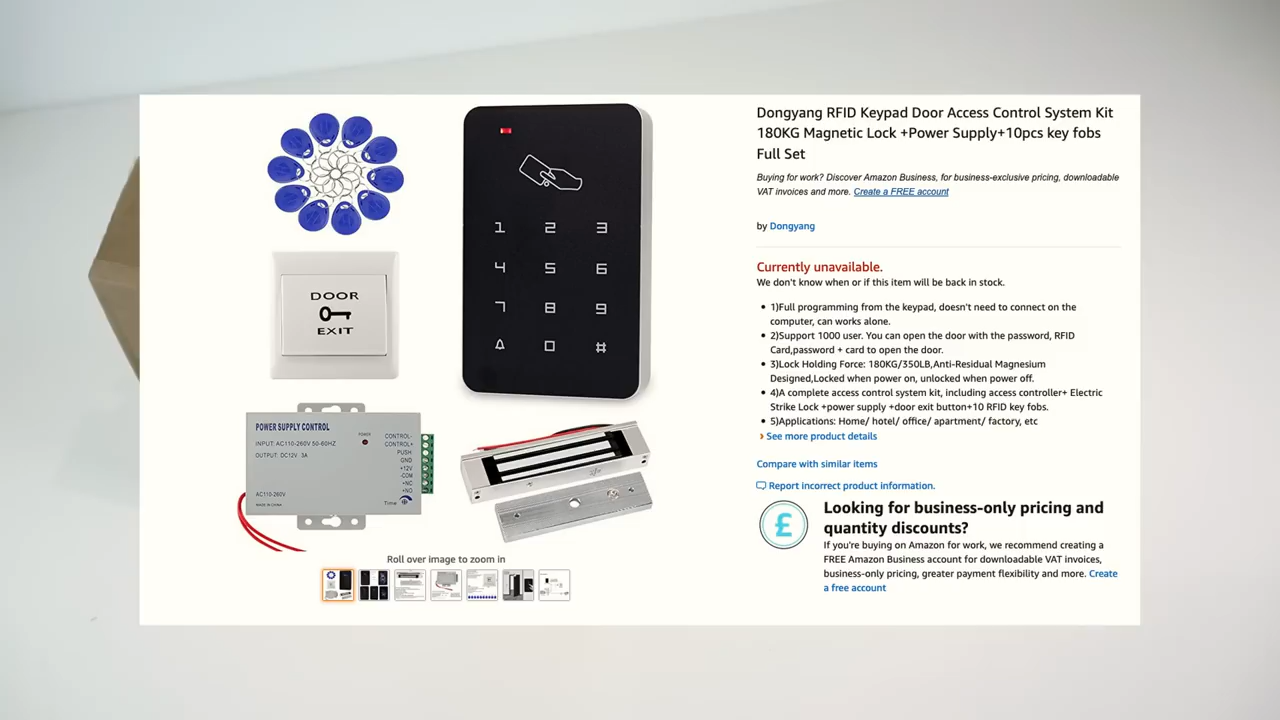 Dongyang RFID Keypad Door Access Control System Kit
180KG Magnetic Lock +Power Supply+10pcs key fobs
Full Set
Buying for work? Discover Amazon Business, for business-exclusive pricing, downloadable
VAT invoices and more. Create a FREE account
by Dongyang
Currently unavailable.
We don't know when or if this item will be back in stock.
1)Full programming from the keypad, doesn't need to connect on the
computer, can works alone.
2)Support 1000 user. You can open the door with the password, RFID
Card,password + card to open the door.
3)Lock Holding Force: 180KG/350LB,Anti-Residual Magnesium
Designed,Locked when power on, unlocked when power off.
4)A complete access control system kit, including access controller+ Electric
Strike Lock +power supply +door exit button+10 RFID key fobs.
5)Applications: Home/ hotel/ office/ apartment/ factory, etc
See more product details
Compare with similar items
Report incorrect product information.
£
Looking for business-only pricing and
quantity discounts?
If you're buying on Amazon for work, we recommend creating a
FREE Amazon Business account for downloadable VAT invoices,
business-only pricing, greater payment flexibility and more. Create
a free account
1 2 3
4 5 6
7 8 9
0 #
DOOR
EXIT
POWER SUPPLY CONTROL
INPUT: AC110-260V 50-60HZ
OUTPUT: DC12V 3A
POWER
CONTROL-
CONTROL+
PUSH
GND
+12V
-COM
+NC
+NO
Time
AC110-260V
MADE IN CHINA
Roll over image to zoom in